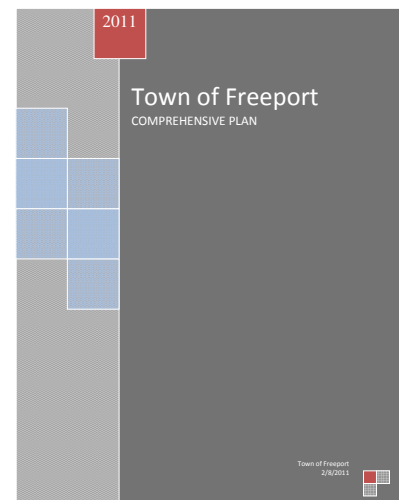 2011
Town of Freeport
COMPREHENSIVE PLAN
Town of Freeport
2/8/2011